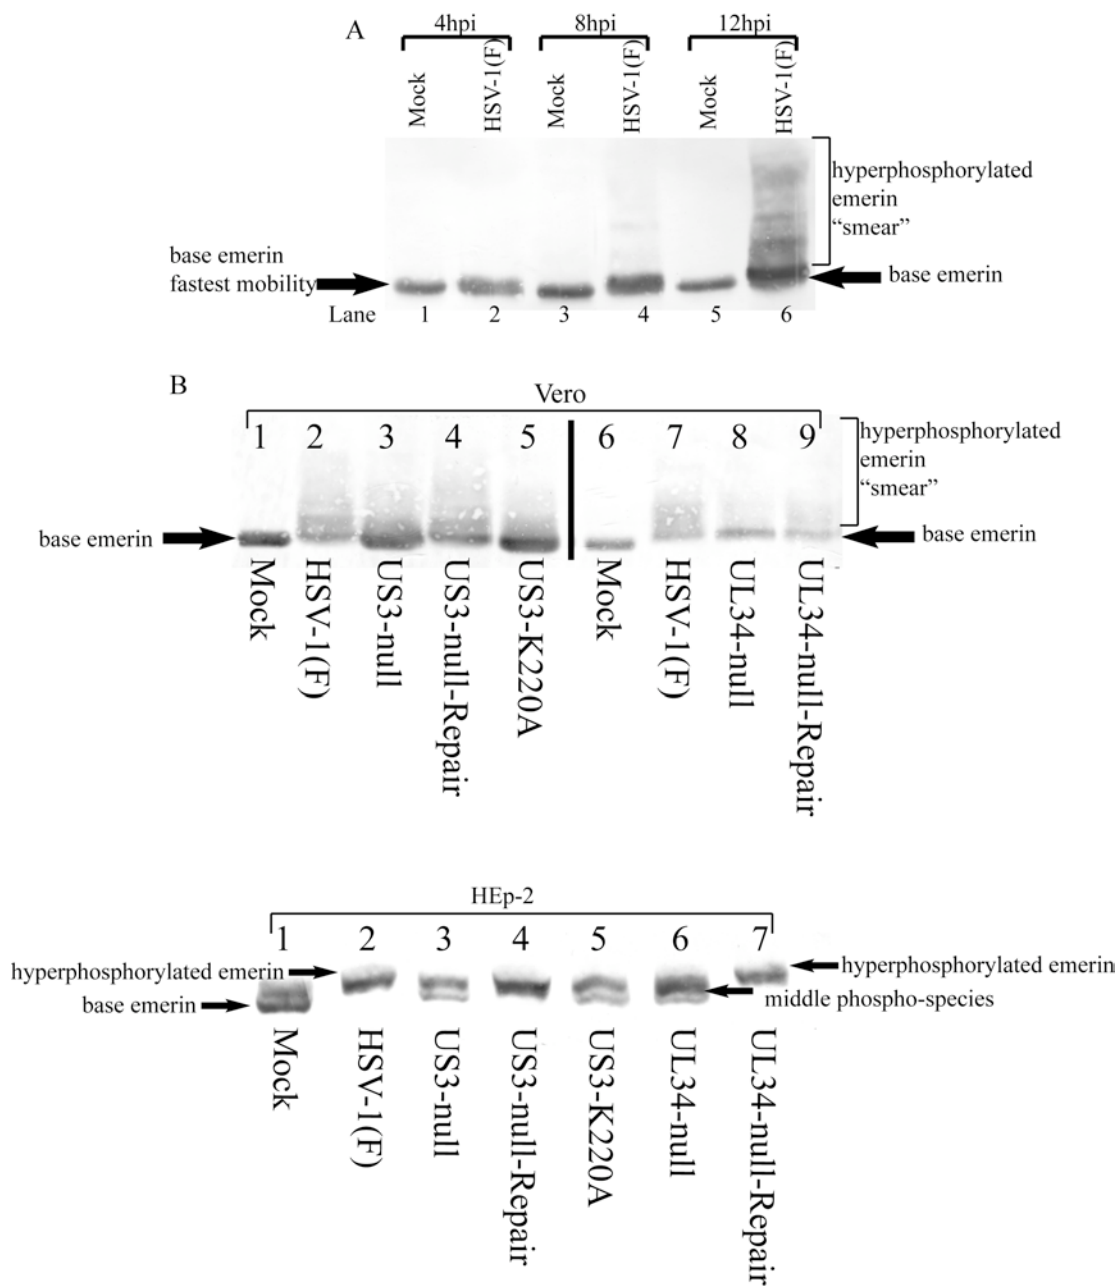 A
4hpi 8hpi 12hpi
Mock HSV-1(F) Mock HSV-1(F) Mock HSV-1(F)
hyperphosphorylated
emerin
“smear”
base emerin
fastest mobility
base emerin
Lane 1 2 3 4 5 6
B
Vero
1 2 3 4 5 6 7 8 9
hyperphosphorylated
emerin
“smear”
base emerin
base emerin
Mock HSV-1(F) US3-null US3-null-Repair US3-K220A Mock HSV-1(F) UL34-null UL34-null-Repair
HEp-2
1 2 3 4 5 6 7
hyperphosphorylated emerin
hyperphosphorylated emerin
base emerin
middle phospho-species
Mock HSV-1(F) US3-null US3-null-Repair US3-K220A UL34-null UL34-null-Repair